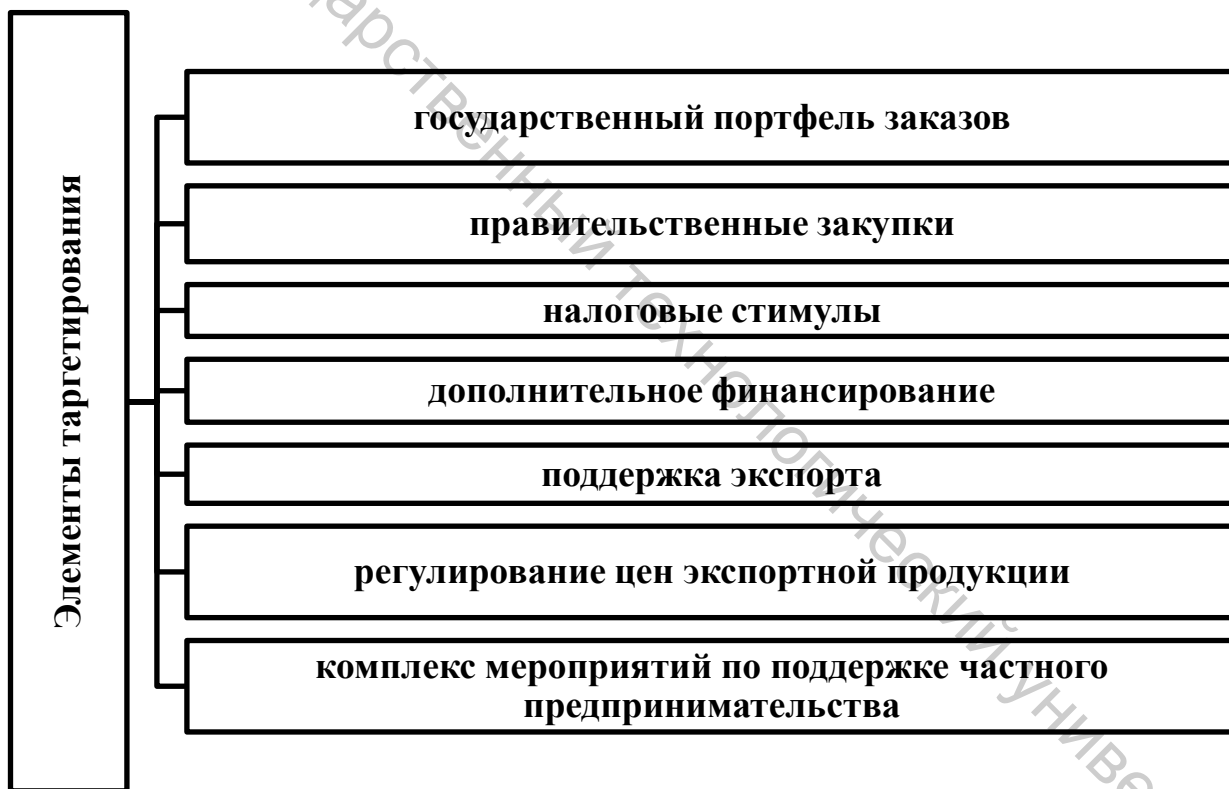 Элементы таргетирования
государственный портфель заказов
правительственные закупки
налоговые стимулы
дополнительное финансирование
поддержка экспорта
регулирование цен экспортной продукции
комплекс мероприятий по поддержке частного
предпринимательства
технологический